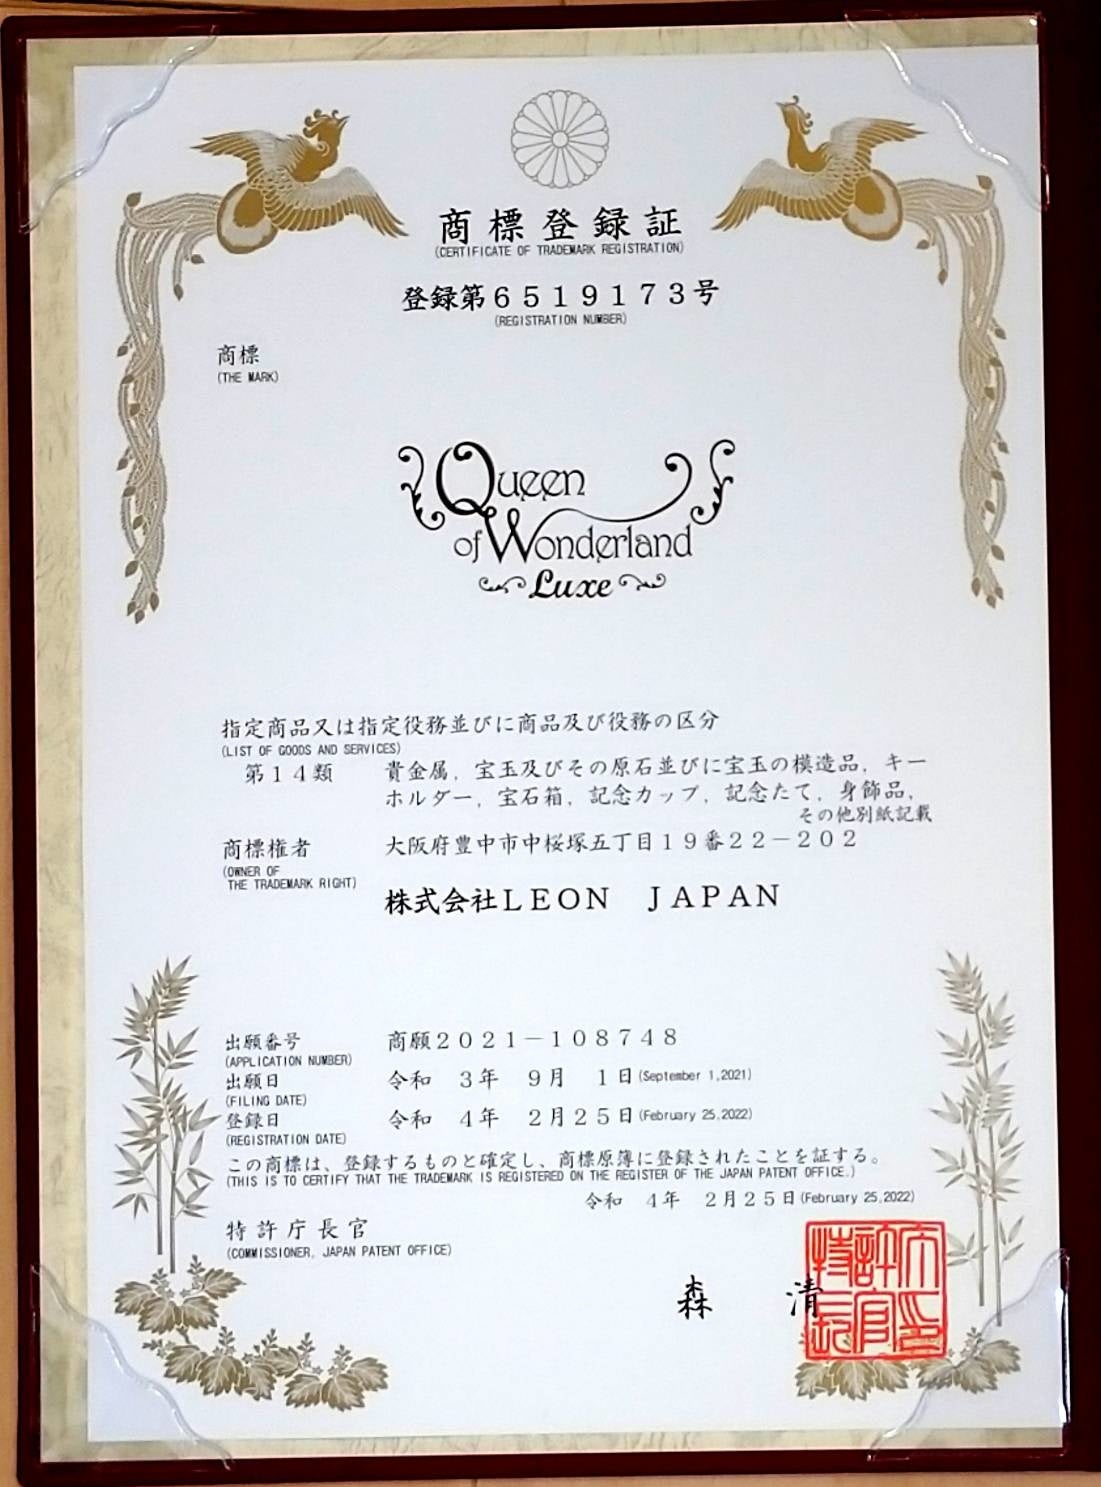 商標登録証
(CERTIFICATE OF TRADEMARK REGISTRATION)
登録第6519173号
(REGISTRATION NUMBER)
商標
(THE MARK)
Queen
of Wonderland
Luxe
指定商品又は指定役務並びに商品及び役務の区分
(LIST OF GOODS AND SERVICES)
第14類 貴金属,宝玉及びその原石並びに宝玉の模造品,キー
ホルダー,宝石箱,記念カップ,記念たて,身飾品,
その他別紙記載
商標権者 大阪府豊中市中桜塚五丁目19番22-202
(OWNER OF
THE TRADEMARK RIGHT)
株式会社LEON JAPAN
出願番号 商願2021-108748
(APPLICATION NUMBER)
出願日 令和 3年 9月 1日(September 1,2021)
(FILING DATE)
登録日 令和 4年 2月25日(February 25,2022)
(REGISTRATION DATE)
この商標は、登録するものと確定し、商標原簿に登録されたことを証する。
(THIS IS TO CERTIFY THAT THE TRADEMARK IS REGISTERED ON THE REGISTER OF THE JAPAN PATENT OFFICE.)
令和 4年 2月25日(February 25,2022)
特許庁長官
(COMMISSIONER, JAPAN PATENT OFFICE)
森 清